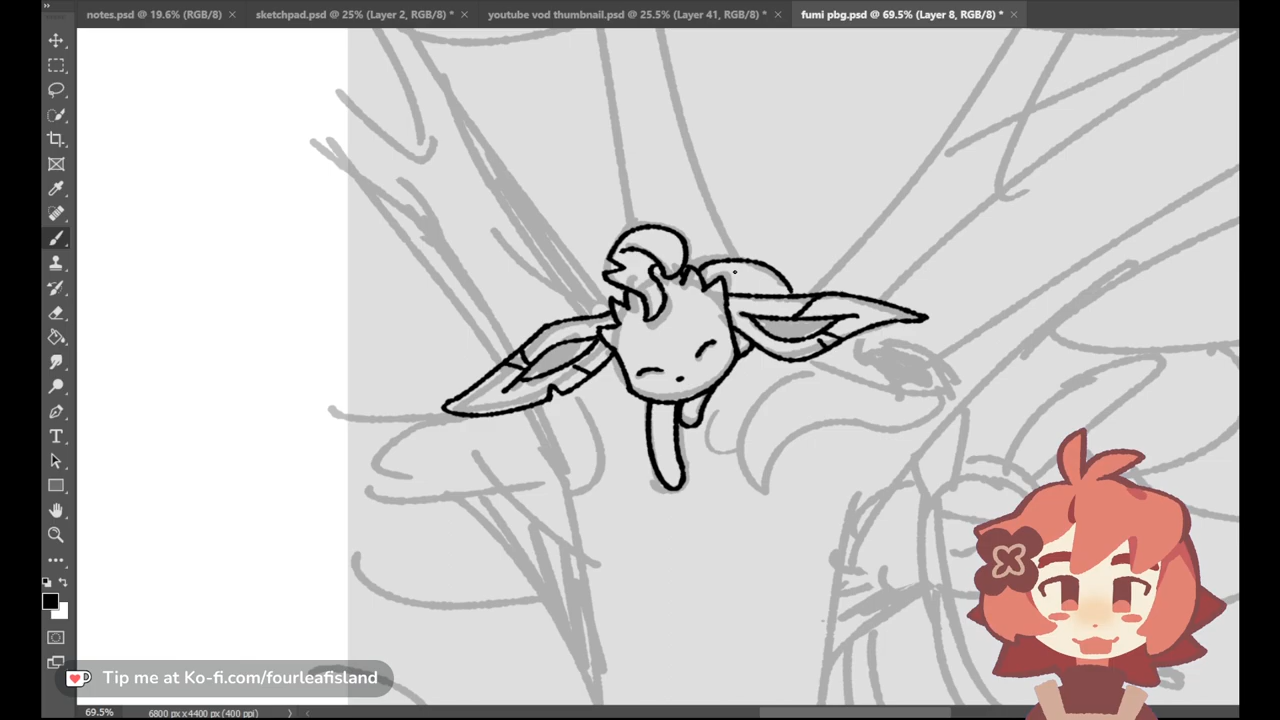 notes.psd @ 19.6% (RGB/8)
sketchpad.psd @ 25% (Layer 2, RGB/8) *
youtube vod thumbnail.psd @ 25.5% (Layer 41, RGB/8) *
fumi pbg.psd @ 69.5% (Layer 8, RGB/8) *
Tip me at Ko-fi.com/fourleafisland
69.5%
6800 px x4400 px (400 ppi)